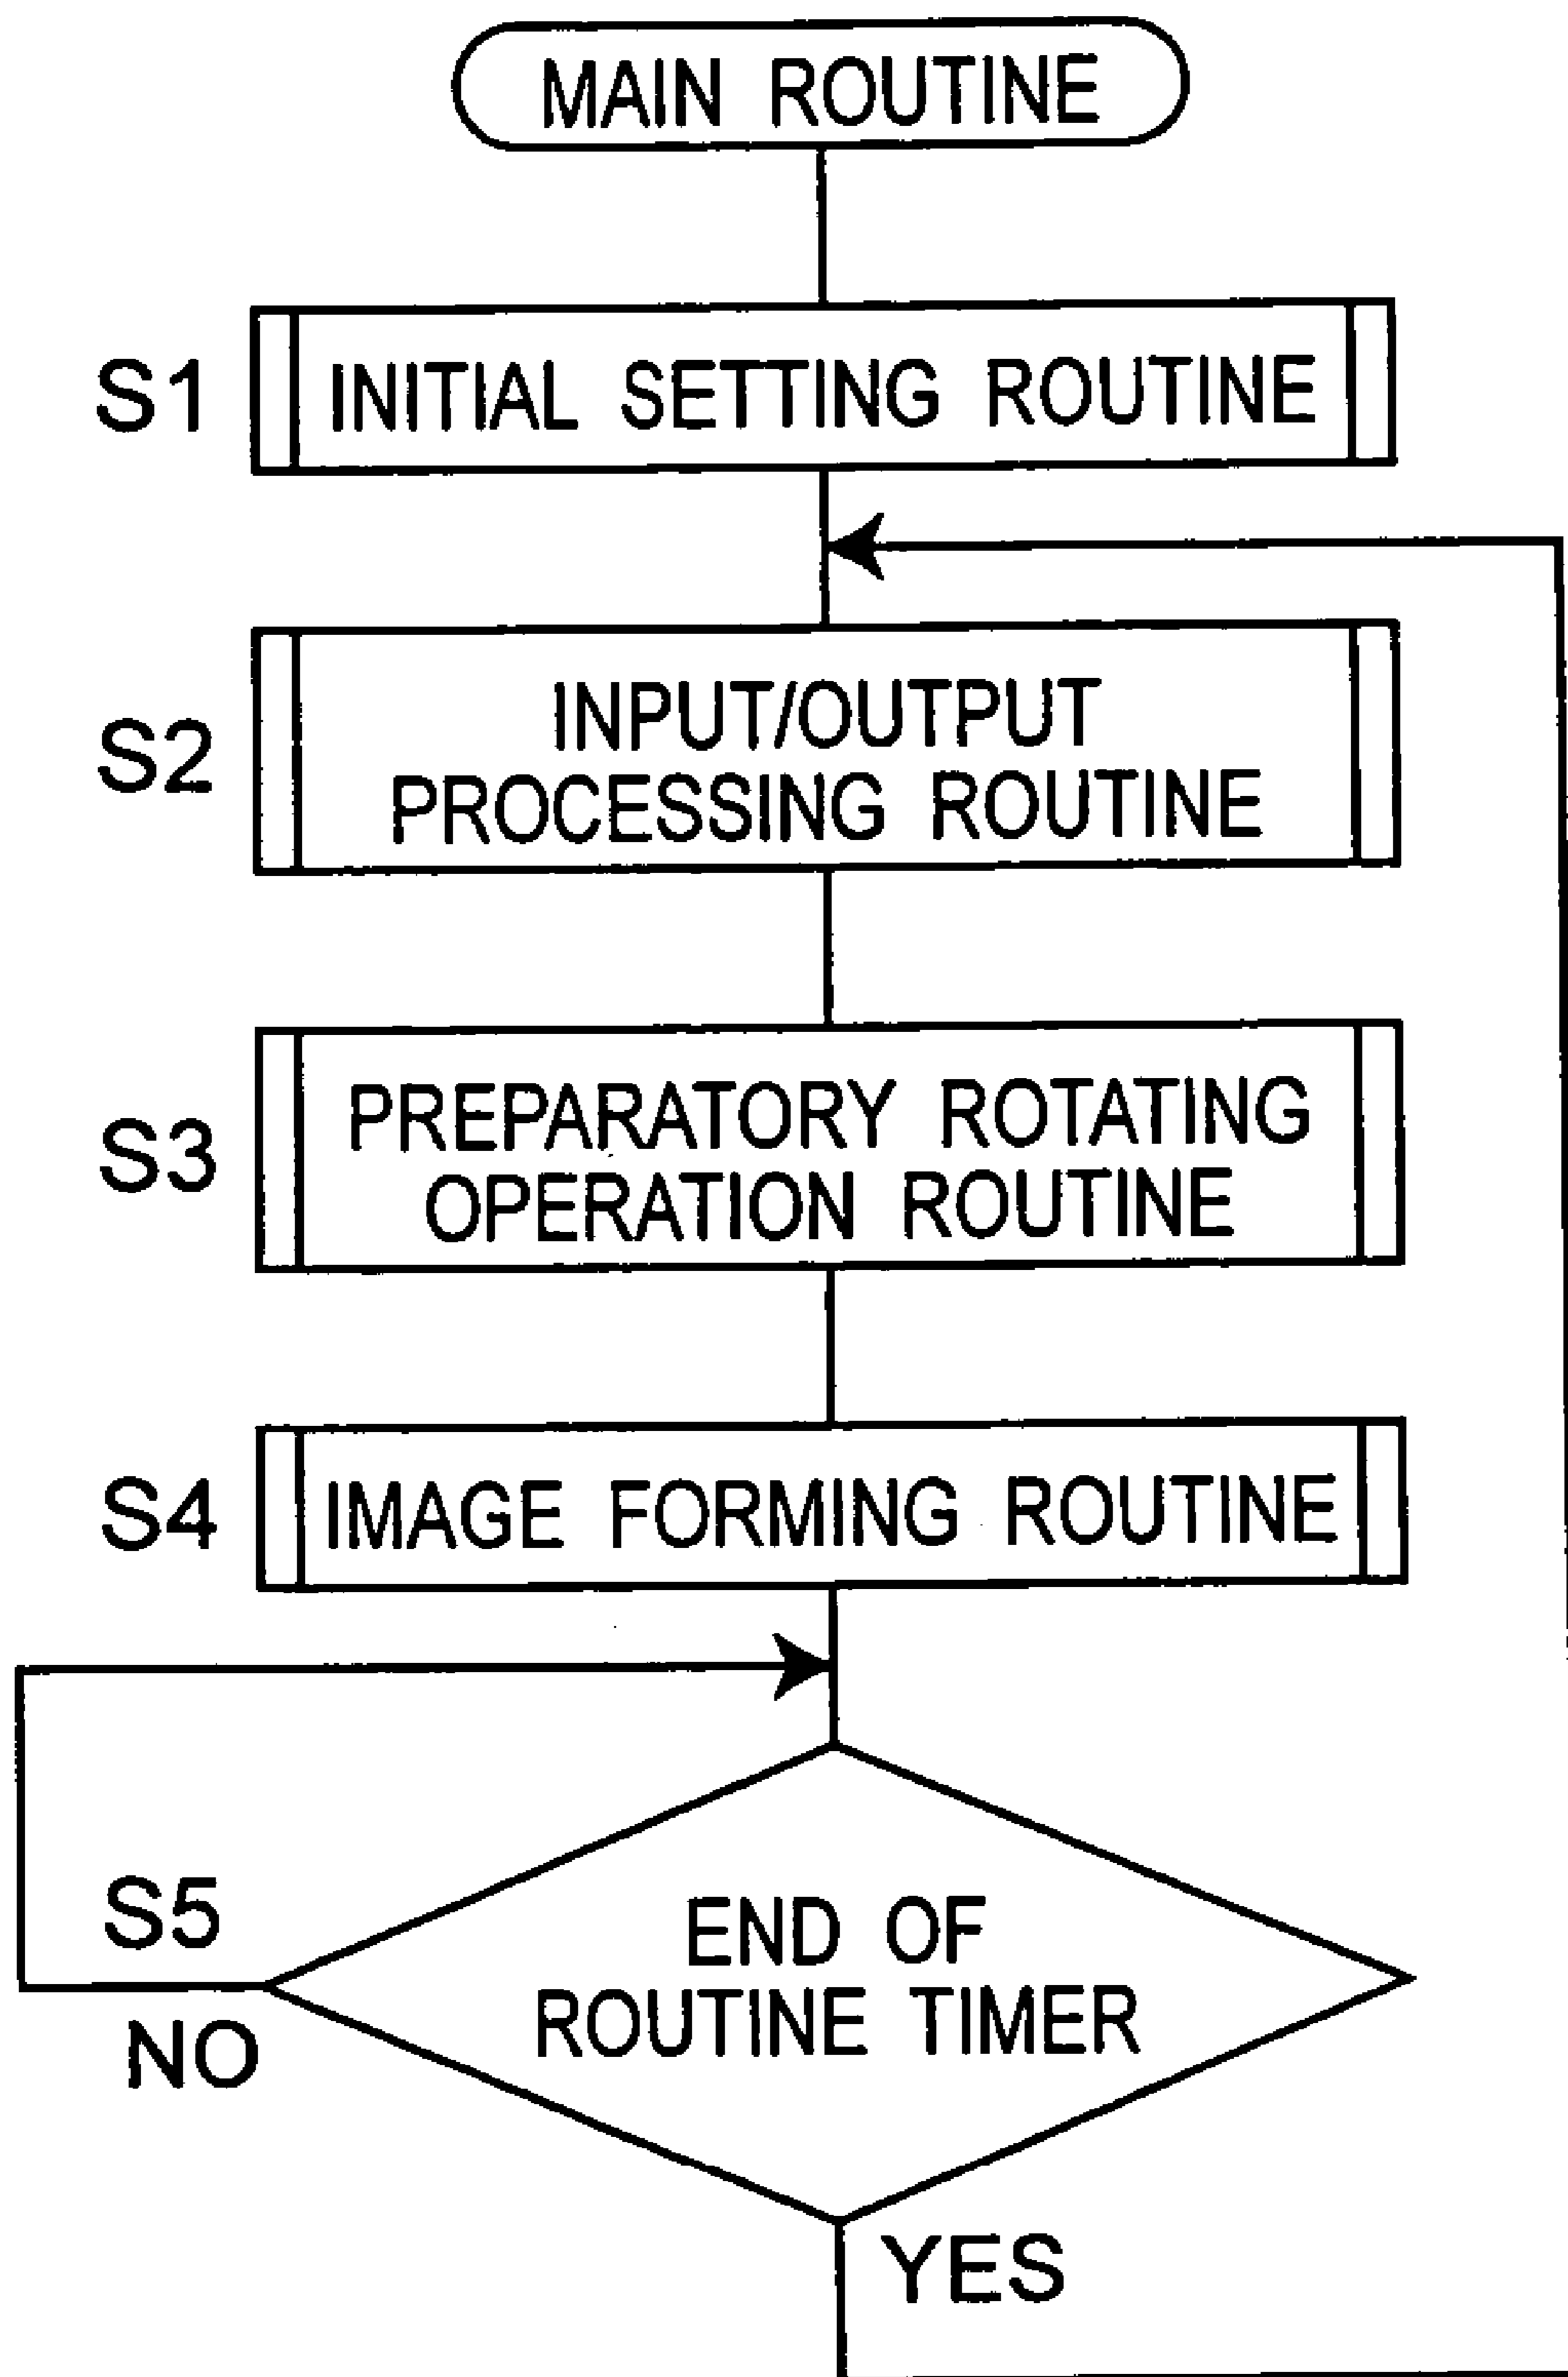 MAIN ROUTINE
S1
INITIAL SETTING ROUTINE
S2
INPUT/OUTPUT
PROCESSING ROUTINE
S3
PREPARATORY ROTATING
OPERATION ROUTINE
S4
IMAGE FORMING ROUTINE
S5
END OF
ROUTINE TIMER
NO
YES